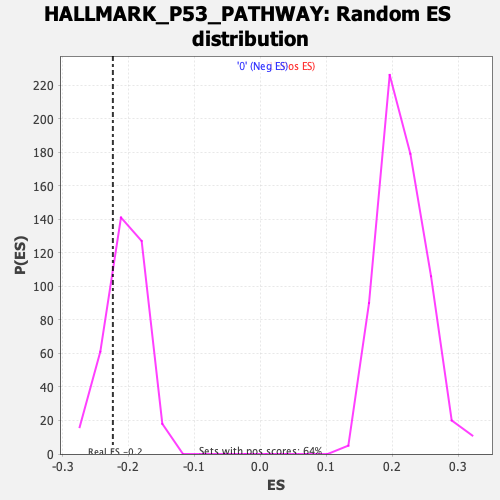 HALLMARK_P53_PATHWAY: Random ES
distribution
'0' (Neg ES)os ES)
220
200
180
160
140
120
100
80
60
40
20
0
P(ES)
Real ES -0.2
Sets with pos scores: 64%
-0.3 -0.2 -0.1 0.0 0.1 0.2 0.3
ES